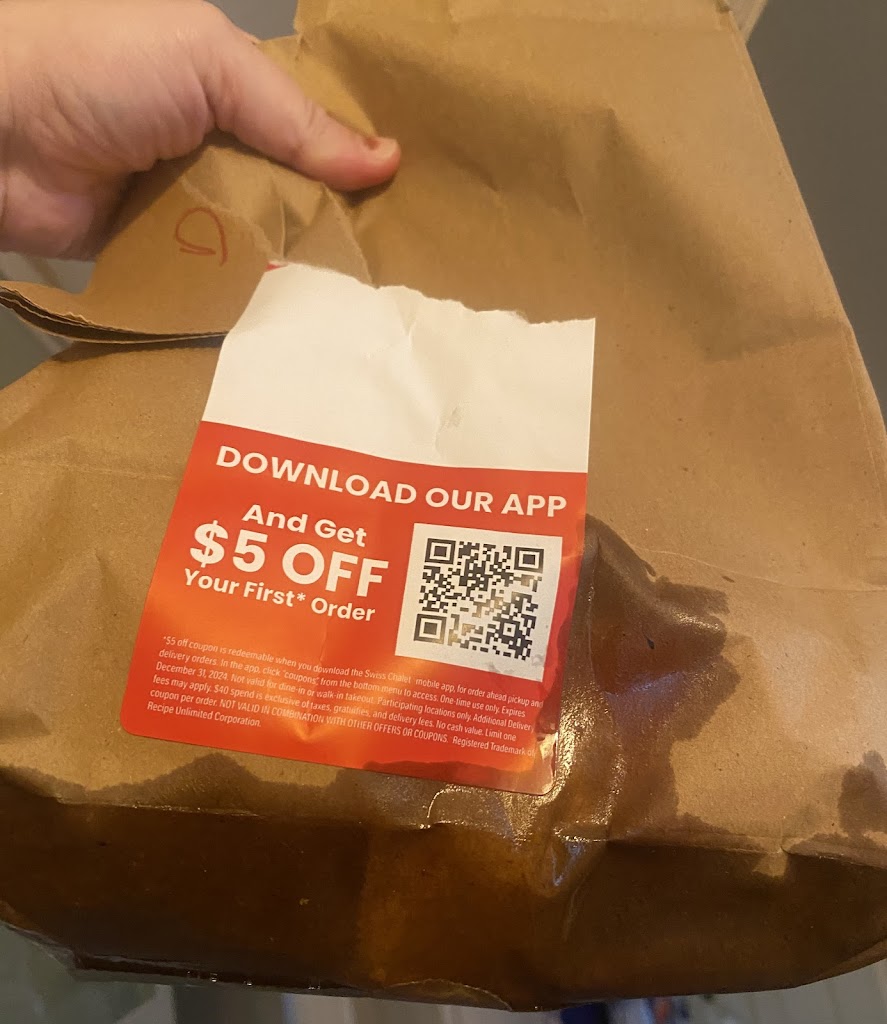 DOWNLOAD OUR APP
And Get
$5 OFF
Your First* Order
*$5 off coupon is redeemable when you download the Swiss Chalet mobile app, for order ahead pickup and
delivery orders. In the app, click "coupons" from the bottom menu to access. One-time use only. Expires
December 31, 2024. Not valid for dine-in or walk-in takeout. Participating locations only. Additional Delivery
fees may apply. $40 spend is exclusive of taxes, gratuities, and delivery fees. No cash value. Limit one
coupon per order. NOT VALID IN COMBINATION WITH OTHER OFFERS OR COUPONS. Registered Trademark of
Recipe Unlimited Corporation.